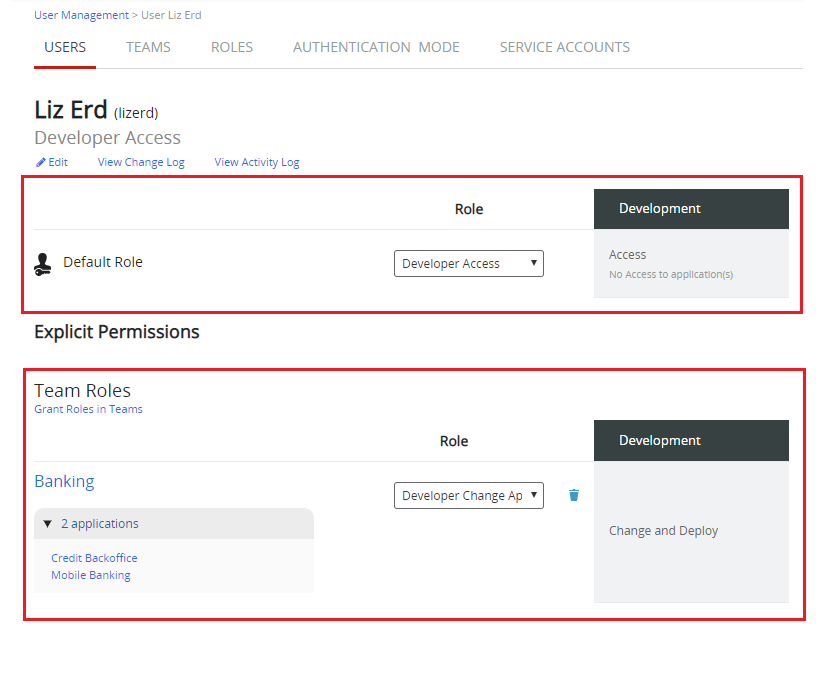 User Management > User Liz Erd
USERS TEAMS ROLES AUTHENTICATION MODE SERVICE ACCOUNTS
Liz Erd (lizerd)
Developer Access
Edit View Change Log View Activity Log
Role Development
Default Role Developer Access Access
No Access to application(s)
Explicit Permissions
Team Roles
Grant Roles in Teams
Role Development
Banking Developer Change Ap
2 applications Change and Deploy
Credit Backoffice
Mobile Banking